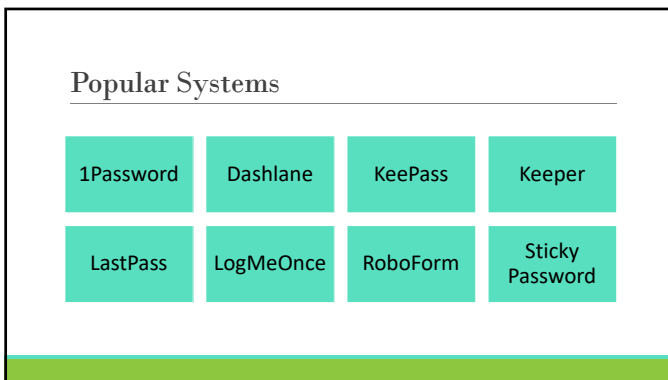 Popular Systems
1Password
Dashlane
KeePass
Keeper
LastPass
LogMeOnce
RoboForm
Sticky
Password